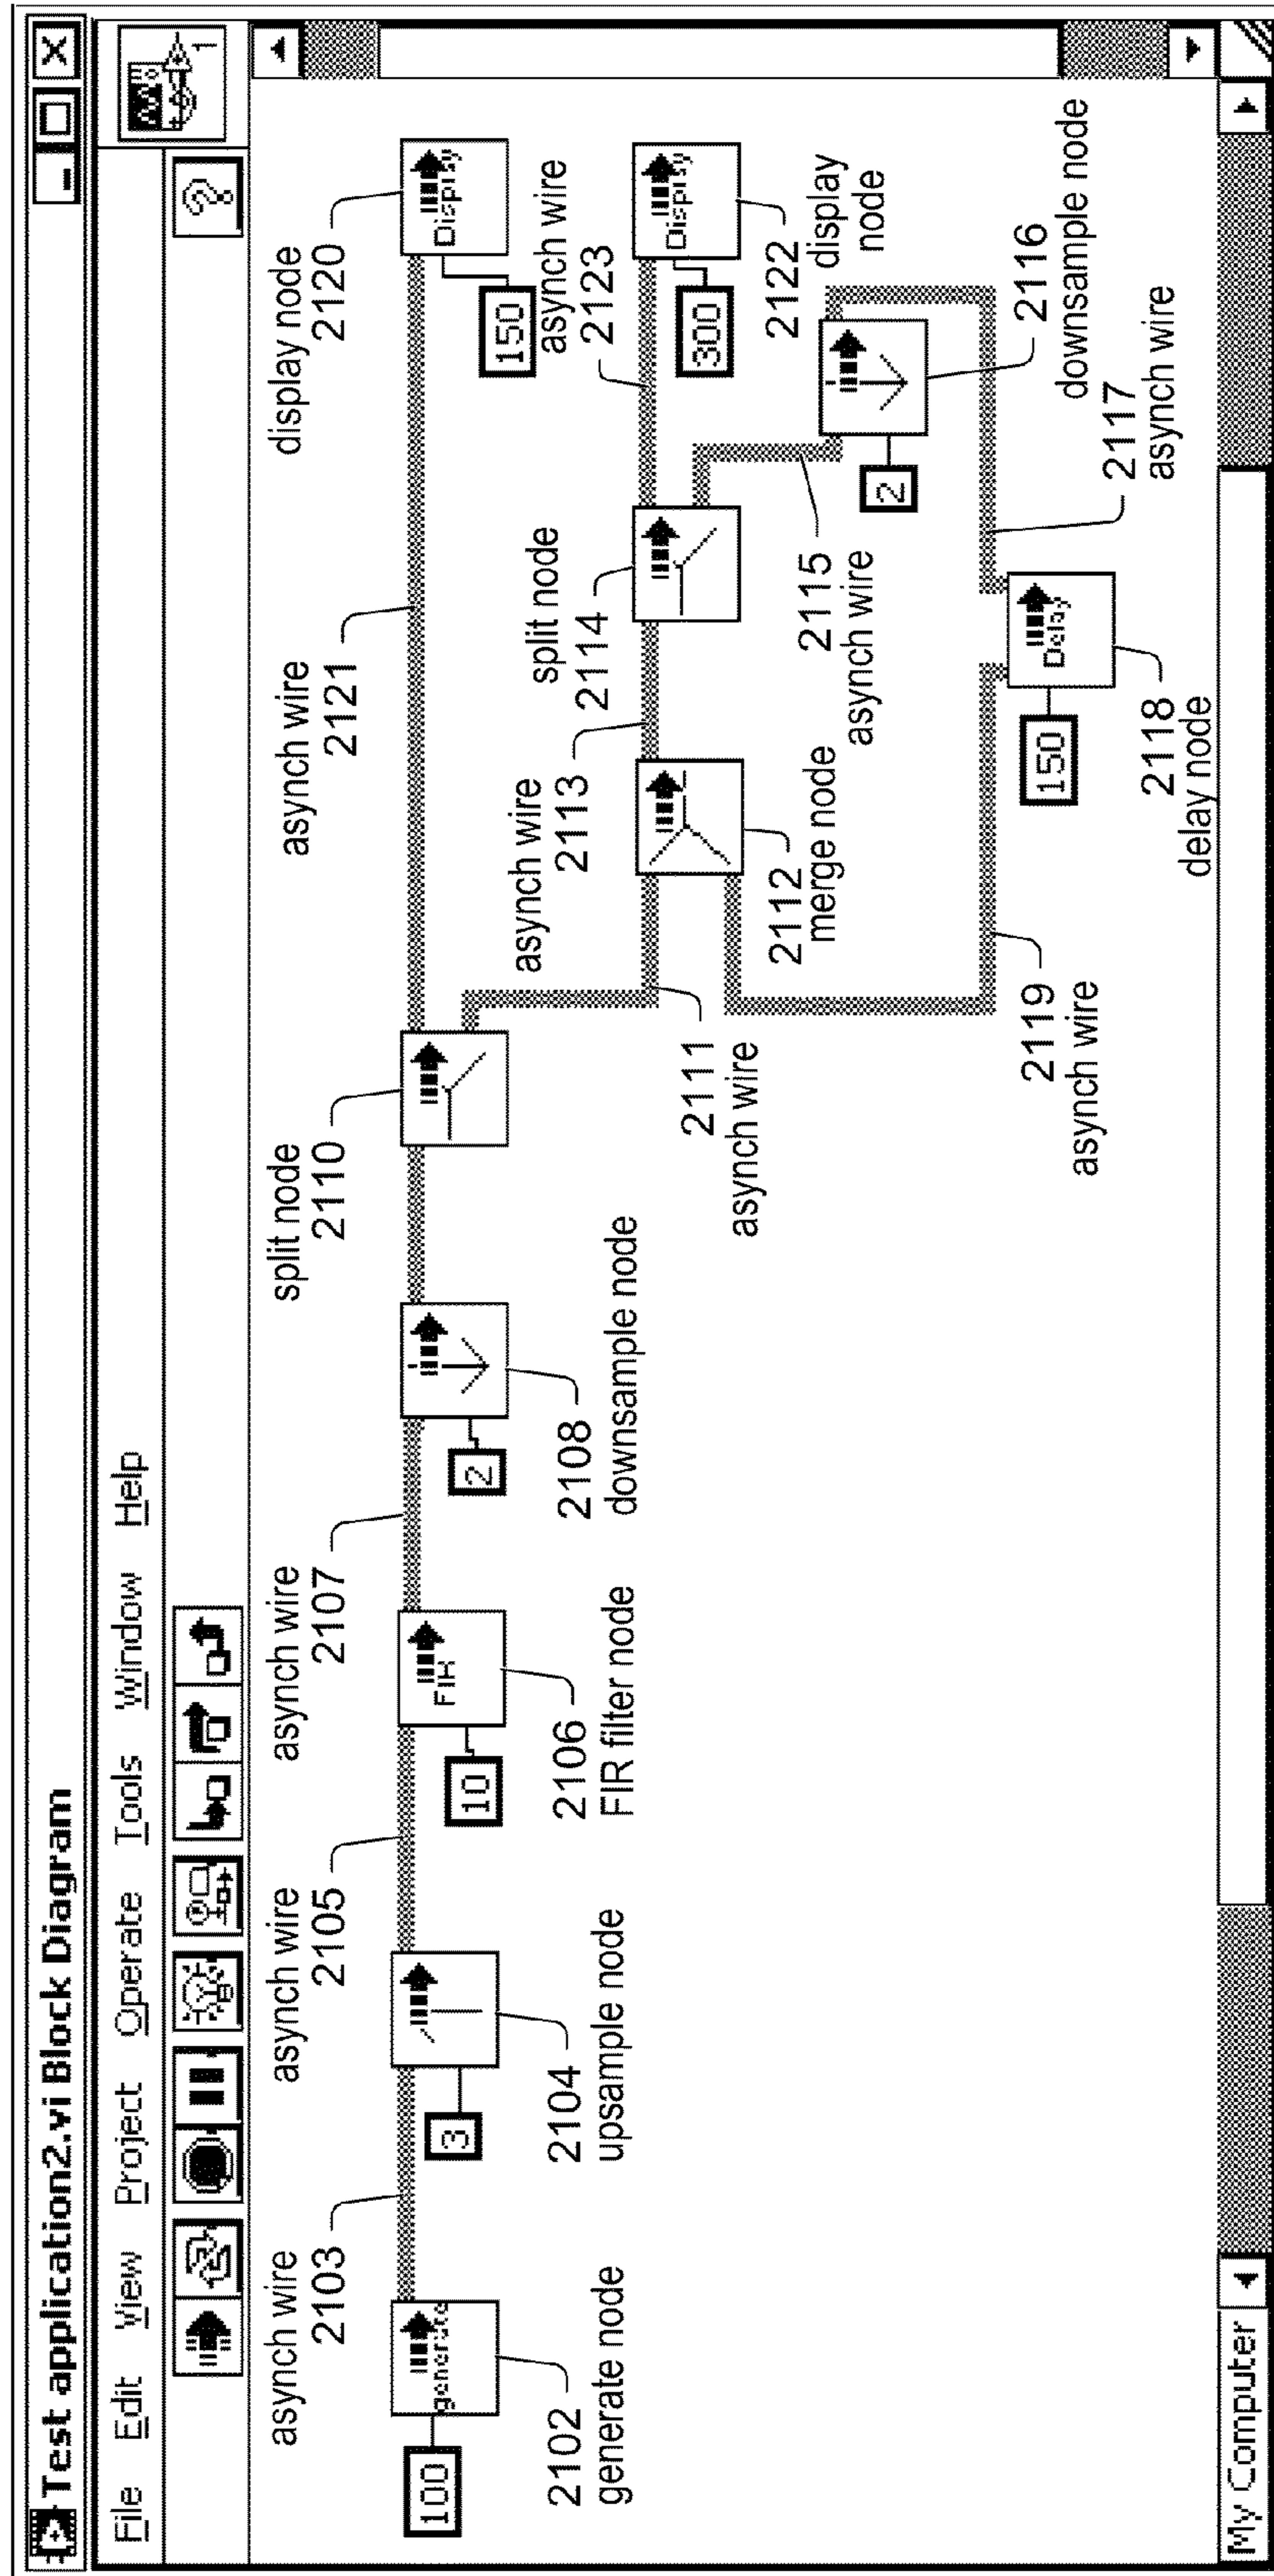 Test application2.vi Block Diagram
File Edit View Project Operate Tools Window Help
?
1
asynch wire
2103
asynch wire
2105
asynch wire
2107
split node
2110
asynch wire
2121
display node
2120
100
generate
2102
generate node
3
2104
upsample node
10
FIR
2106
FIR filter node
2
2108
downsample node
Display
150
asynch wire
2113
split node
2114
asynch wire
2123
Display
300
2122
display
node
2111
asynch wire
2112
merge node
2115
asynch wire
2
2116
downsample node
2117
asynch wire
2119
asynch wire
150
Delay
2118
delay node
My Computer